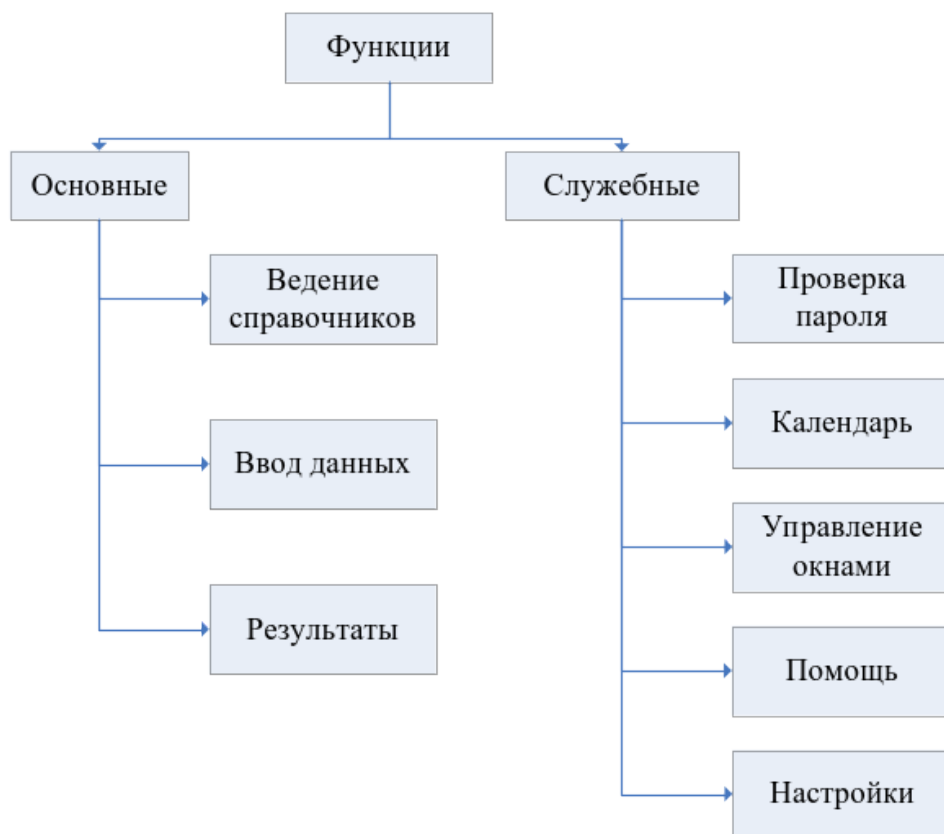 Функции
Основные
Ведение
справочников
Ввод данных
Результаты
Служебные
Проверка
пароля
Календарь
Управление
окнами
Помощь
Настройки